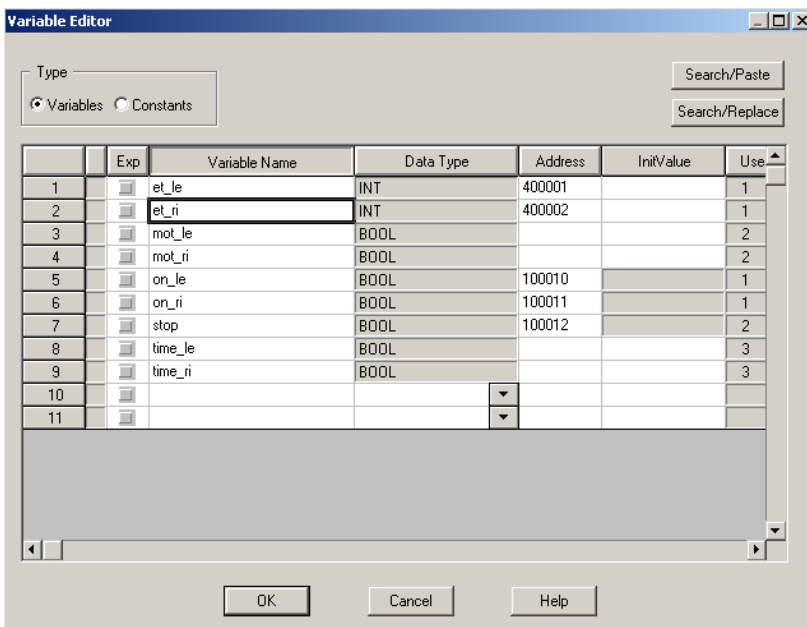 Variable Editor
Type
Variables Constants
Search/Paste
Search/Replace
Exp Variable Name Data Type Address InitValue Use
1 et_le INT 400001 1
2 et_ri INT 400002 1
3 mot_le BOOL 2
4 mot_ri BOOL 2
5 on_le BOOL 100010 1
6 on_ri BOOL 100011 1
7 stop BOOL 100012 2
8 time_le BOOL 3
9 time_ri BOOL 3
10
11
OK Cancel Help